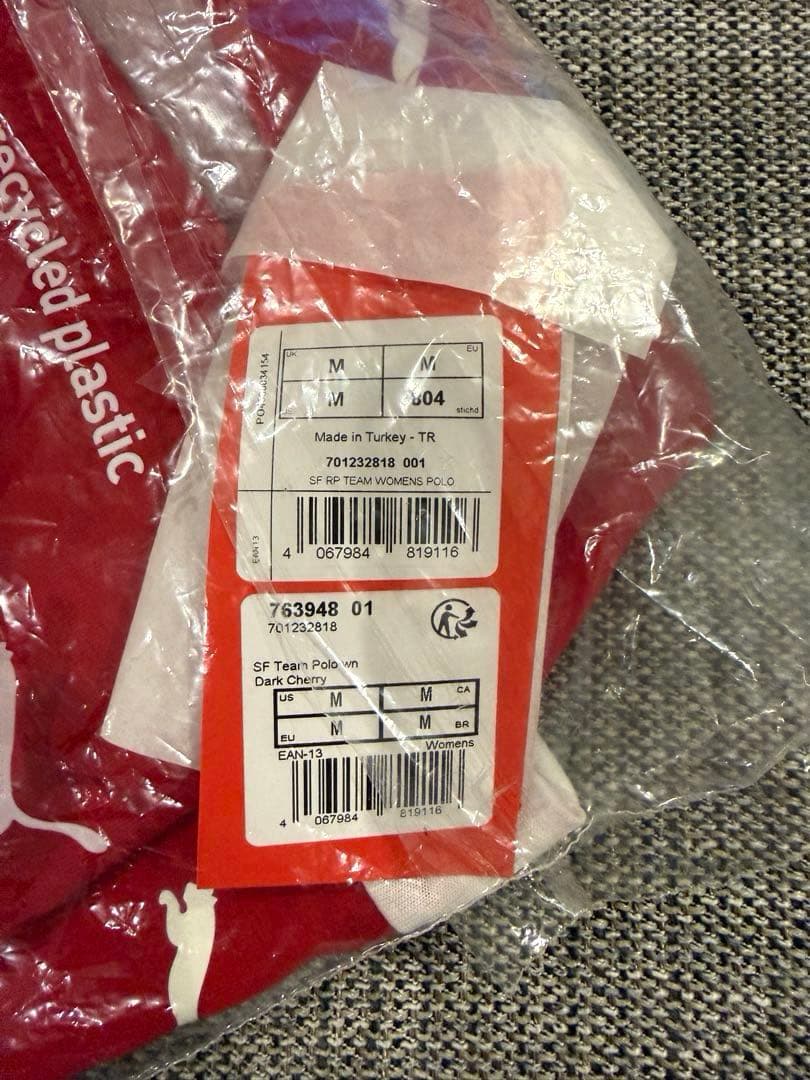 recycled plastic
UK M M EU
M 804 stichd
Made in Turkey - TR
701232818 001
SF RP TEAM WOMENS POLO
EAN13
4 067984 819116
763948 01
701232818
SF Team Polo wn
Dark Cherry
US M M CA
EU M M BR
EAN-13 Womens
4 067984 819116